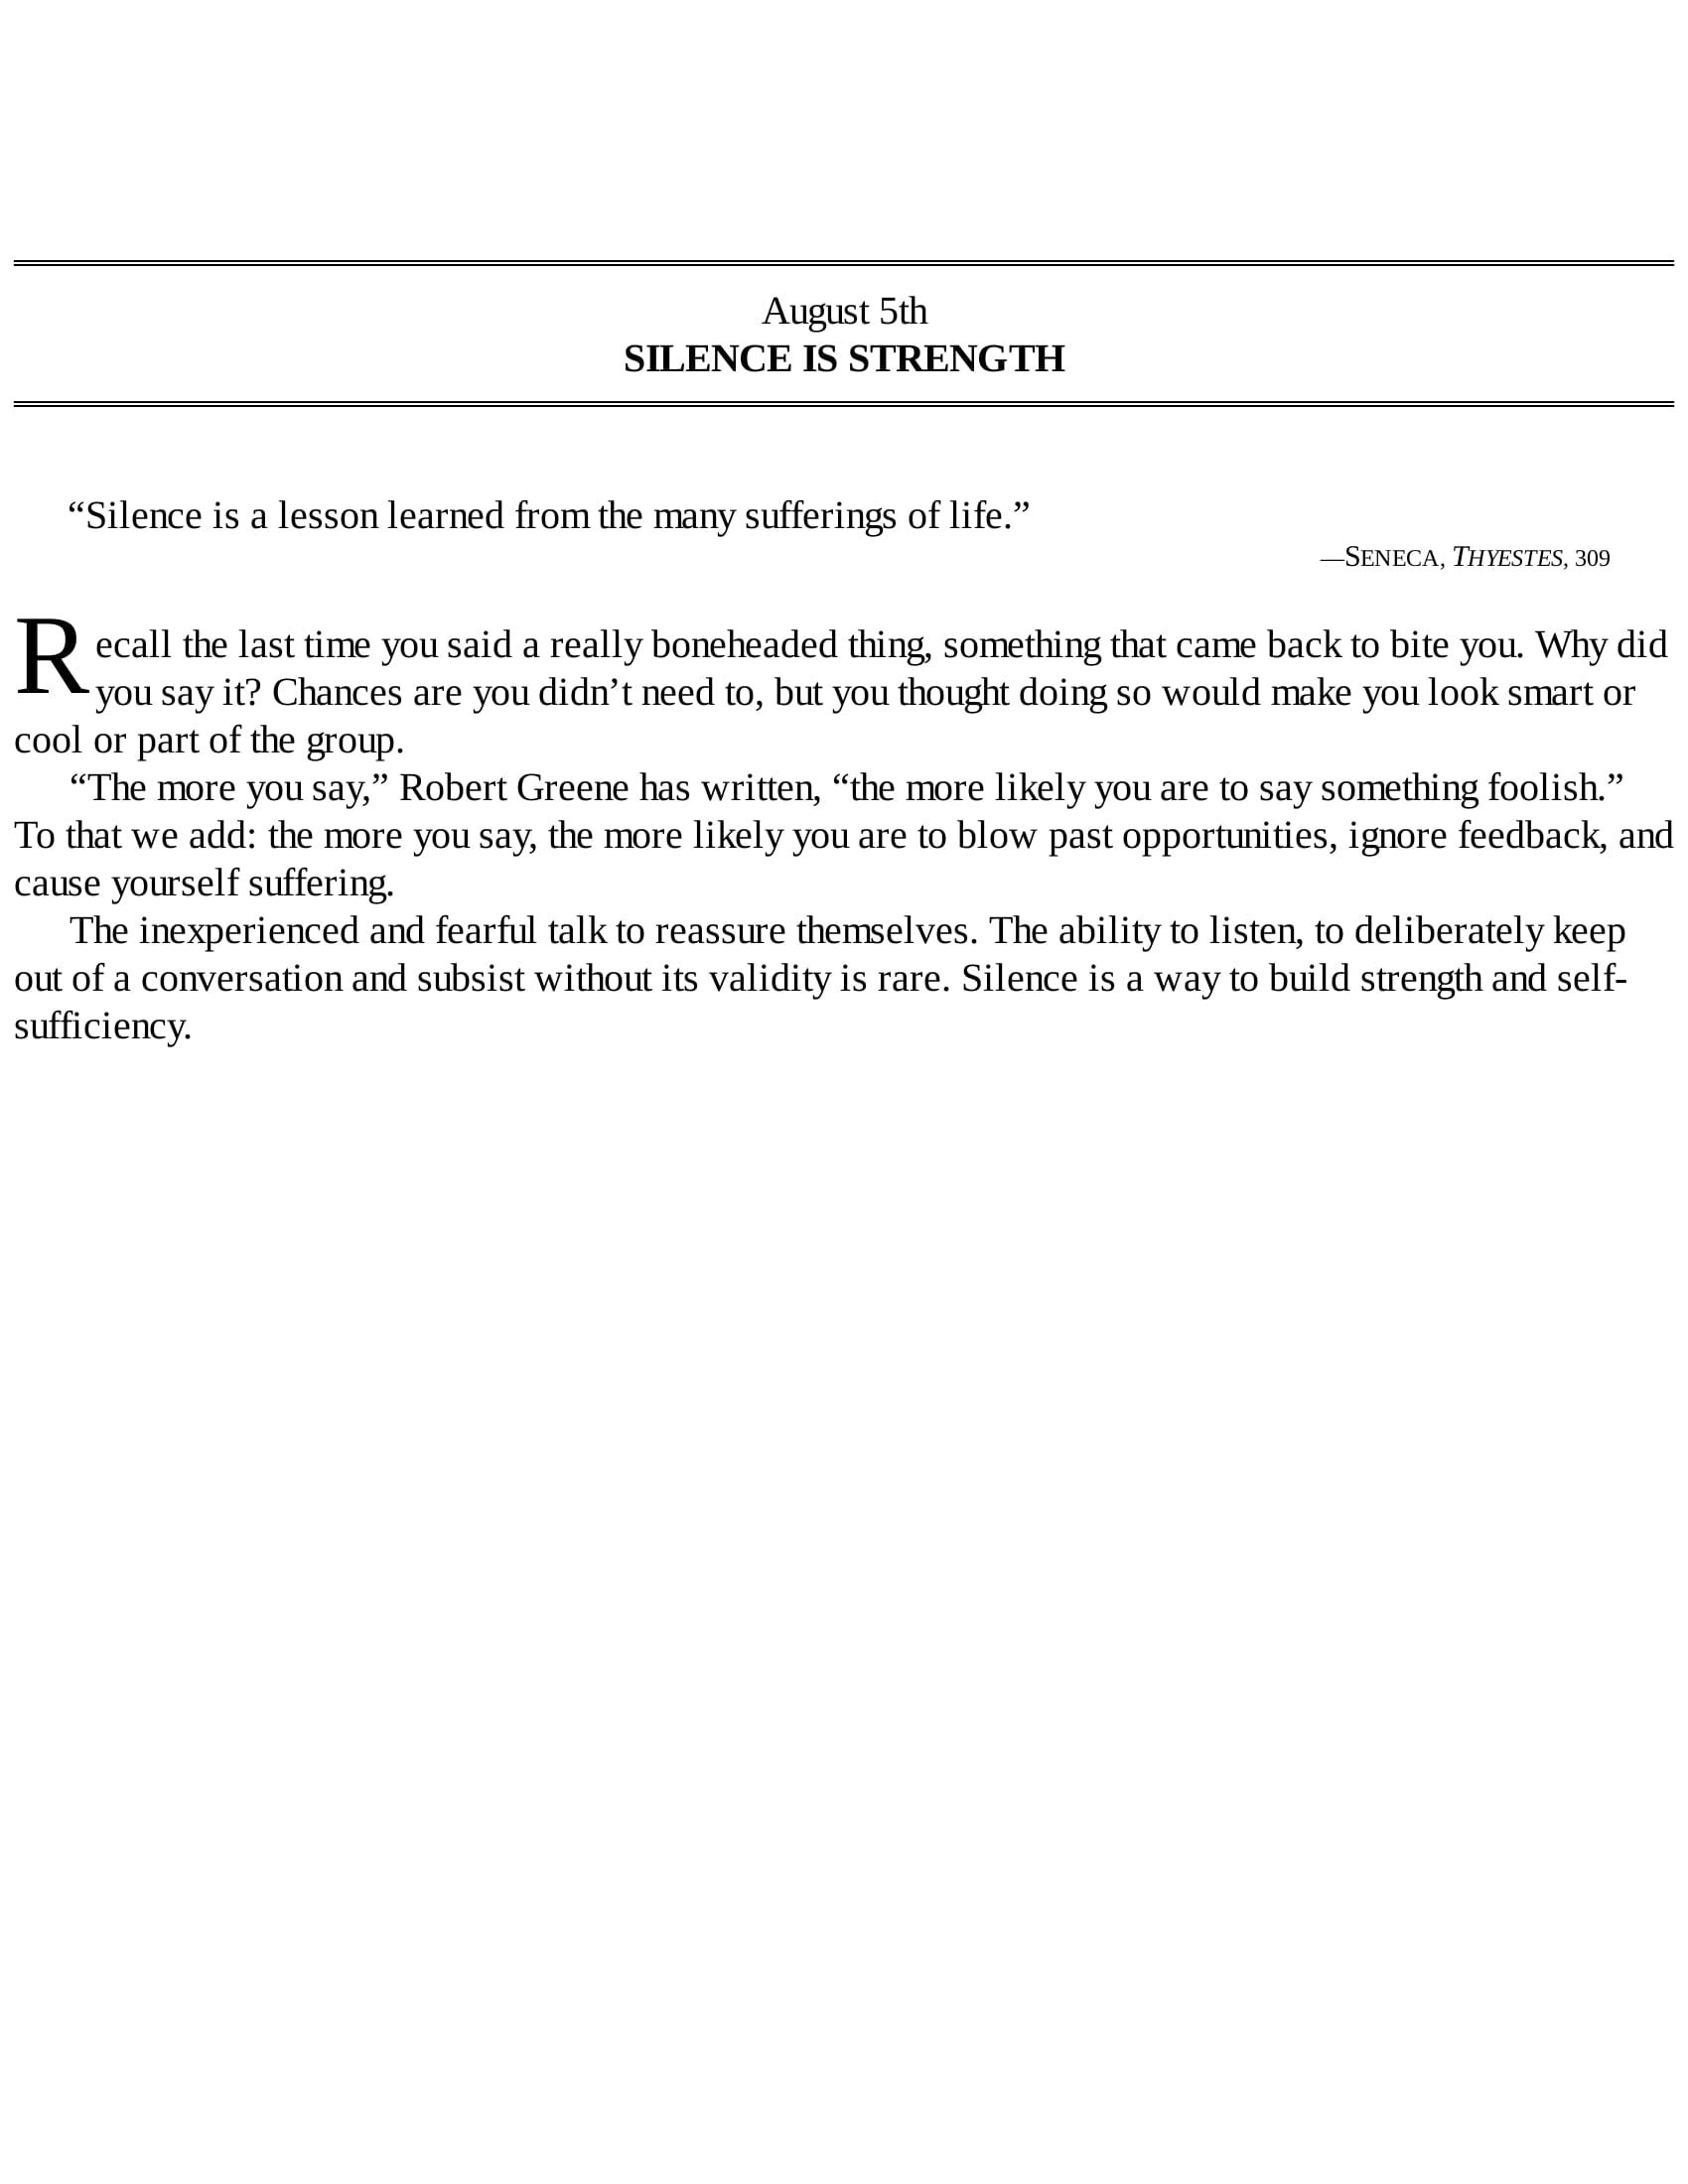 August 5th
SILENCE IS STRENGTH
“Silence is a lesson learned from the many sufferings of life.”
—SENECA, THYESTES, 309
Recall the last time you said a really boneheaded thing, something that came back to bite you. Why did
you say it? Chances are you didn’t need to, but you thought doing so would make you look smart or
cool or part of the group.
“The more you say,” Robert Greene has written, “the more likely you are to say something foolish.”
To that we add: the more you say, the more likely you are to blow past opportunities, ignore feedback, and
cause yourself suffering.
The inexperienced and fearful talk to reassure themselves. The ability to listen, to deliberately keep
out of a conversation and subsist without its validity is rare. Silence is a way to build strength and self-
sufficiency.